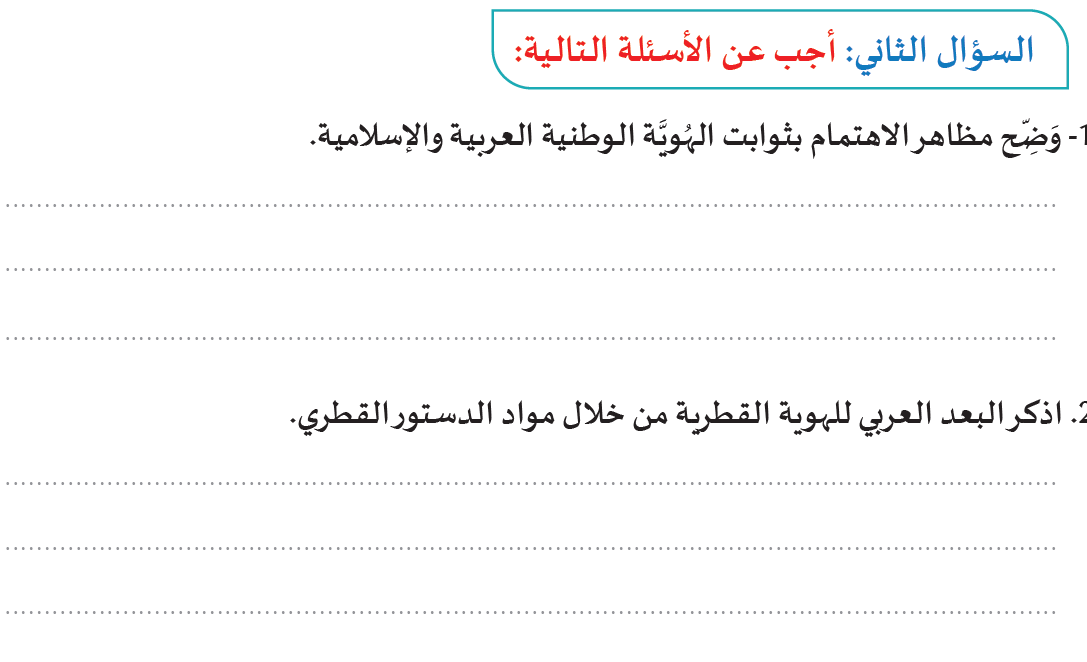 السؤال الثاني: أجب عن الأسئلة التالية:
1- وَضِّح مظاهر الاهتمام بثوابت الهُويَّة الوطنية العربية والإسلامية.
2. اذكر البعد العربي للهوية القطرية من خلال مواد الدستور القطري.